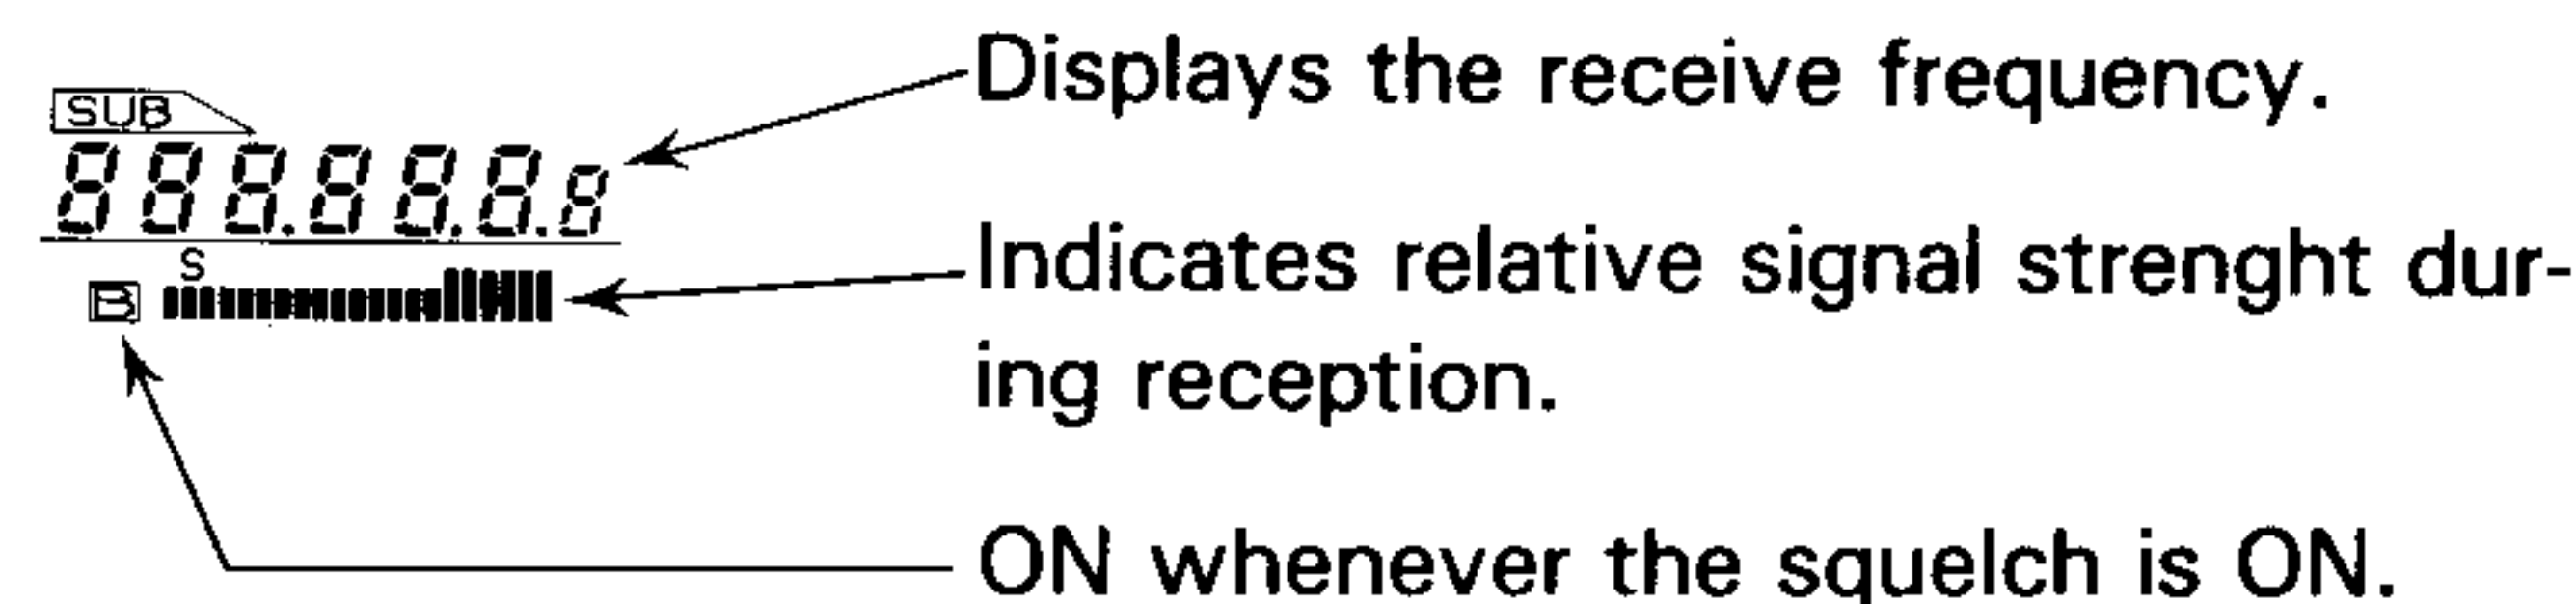 SUB
888.88.8.8
S
B
Displays the receive frequency.
Indicates relative signal strenght dur-
ing reception.
ON whenever the squelch is ON.